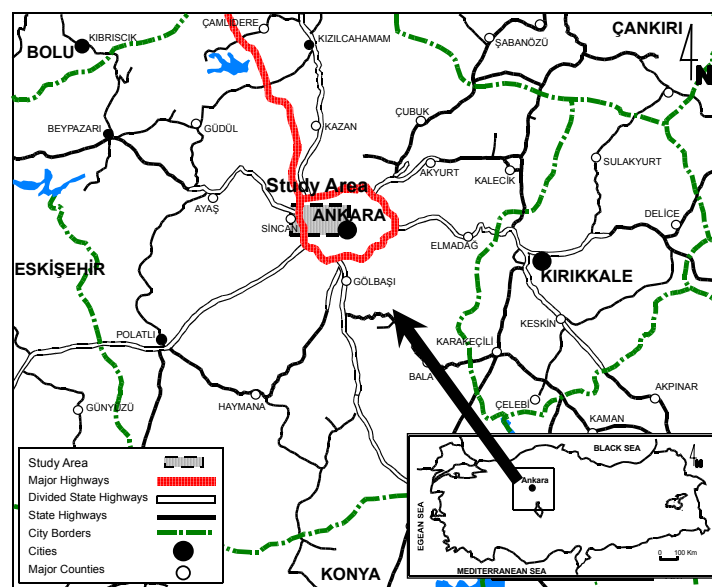 ÇAMLIDERE
ÇANKIRI
KIBRISCIK
BOLU
KIZILCAHAMAM
ŞABANÖZÜ
N
ÇUBUK
BEYPAZARI
GÜDÜL
KAZAN
SULAKYURT
AKYURT
KALECİK
Study Area
AYAŞ
ANKARA
SİNCAN
DELİCE
ELMADAĞ
ESKİŞEHİR
KIRIKKALE
GÖLBAŞI
KESKİN
POLATLI
KARAKEÇİLİ
BALA
HAYMANA
AKPINAR
ÇELEBİ
GÜNYÜZÜ
KAMAN
Study Area
Major Highways
Divided State Highways
State Highways
City Borders
Cities
Major Counties
KONYA
BLACK SEA
N
Ankara
EGEAN SEA
0 100 Km
MEDITERRANEAN SEA